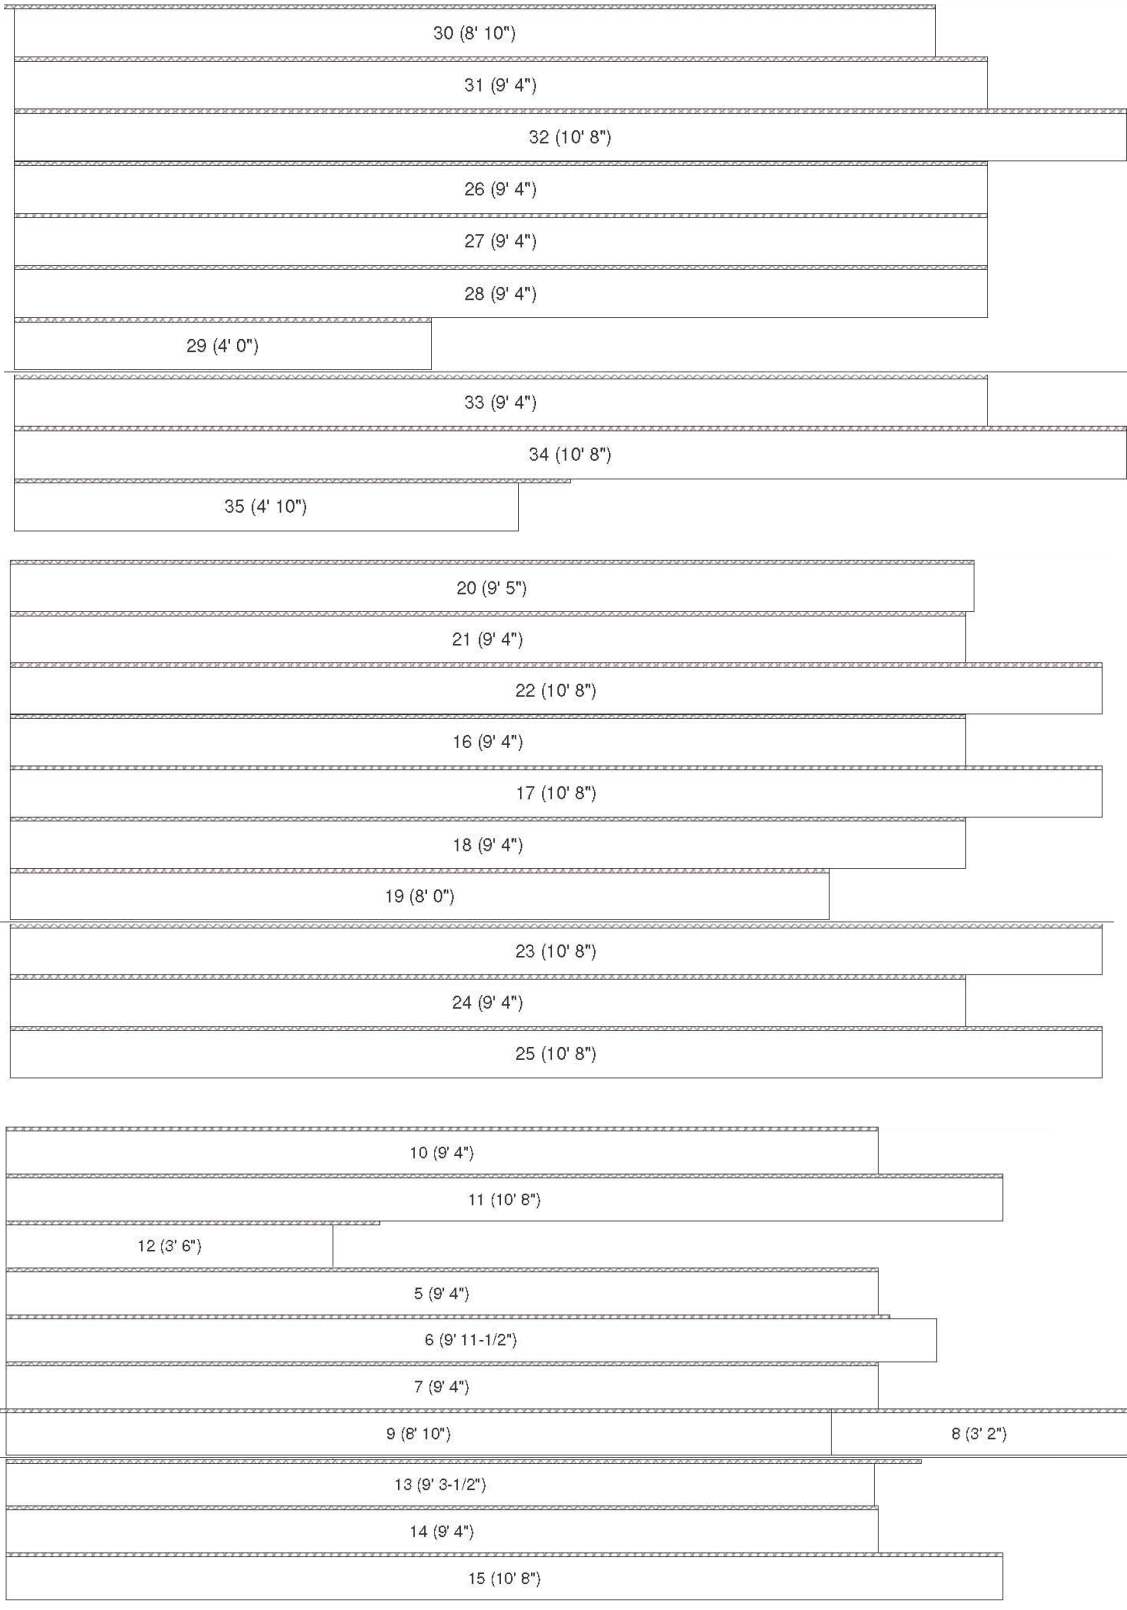 30 (8' 10")
31 (9' 4")
32 (10' 8")
26 (9' 4")
27 (9' 4")
28 (9' 4")
29 (4' 0")
33 (9' 4")
34 (10' 8")
35 (4' 10")
20 (9' 5")
21 (9' 4")
22 (10' 8")
16 (9' 4")
17 (10' 8")
18 (9' 4")
19 (8' 0")
23 (10' 8")
24 (9' 4")
25 (10' 8")
10 (9' 4")
11 (10' 8")
12 (3' 6")
5 (9' 4")
6 (9' 11-1/2")
7 (9' 4")
9 (8' 10") 8 (3' 2")
13 (9' 3-1/2")
14 (9' 4")
15 (10' 8")